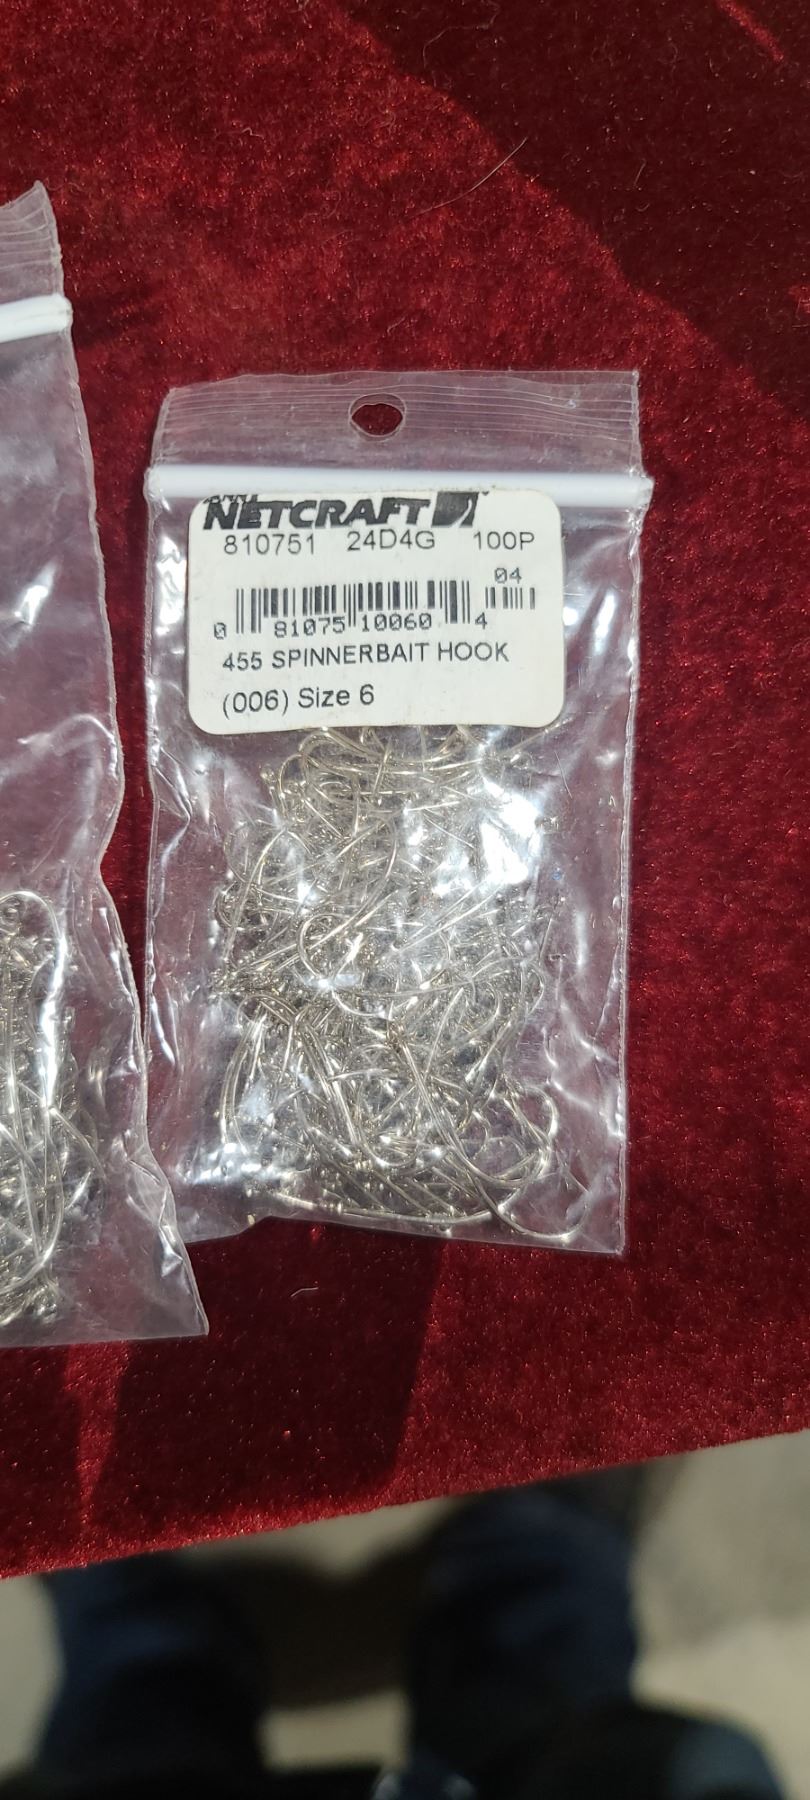 NETCRAFT
810751 24D4G 100P
04
0 81075 10060 4
455 SPINNERBAIT HOOK
(006) Size 6